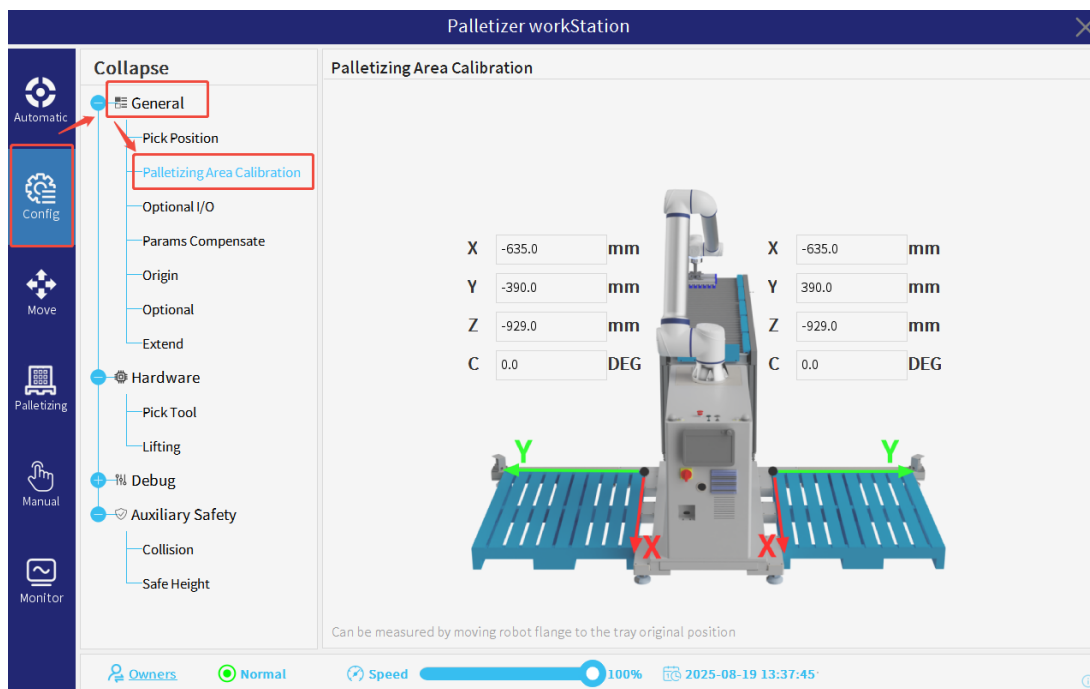 Palletizer workStation
Automatic
Config
Move
Palletizing
Manual
Monitor
Collapse
General
Pick Position
Palletizing Area Calibration
Optional I/O
Params Compensate
Origin
Optional
Extend
Hardware
Pick Tool
Lifting
Debug
Auxiliary Safety
Collision
Safe Height
Palletizing Area Calibration
X -635.0 mm
Y -390.0 mm
Z -929.0 mm
C 0.0 DEG
X -635.0 mm
Y 390.0 mm
Z -929.0 mm
C 0.0 DEG
Y
Y
X
X
Can be measured by moving robot flange to the tray original position
Owners Normal Speed 100% 2025-08-19 13:37:45